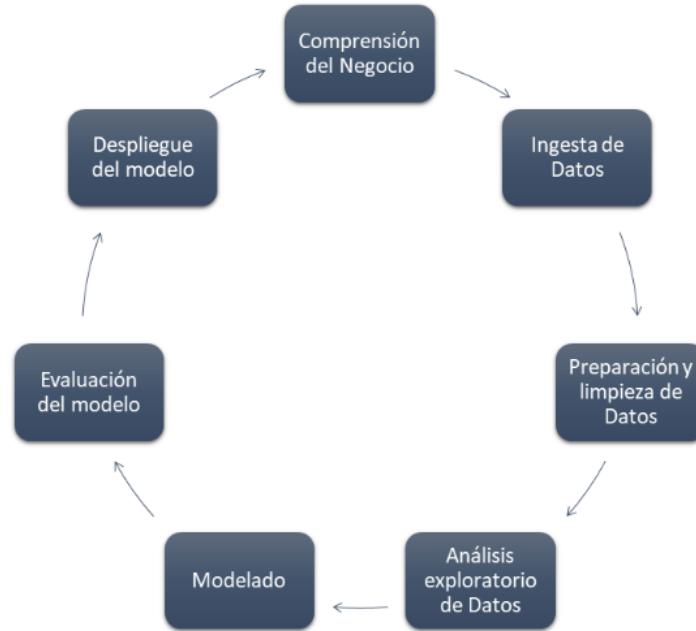 Comprensión
del Negocio
Ingesta de
Datos
Preparación y
limpieza de
Datos
Análisis
exploratorio
de Datos
Modelado
Evaluación
del modelo
Despliegue
del modelo